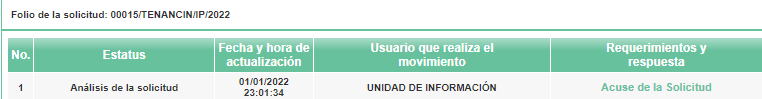 Folio de la solicitud: 00015/TENANCIN/IP/2022
No. Estatus Fecha y hora de actualización Usuario que realiza el movimiento Requerimientos y respuesta
1 Análisis de la solicitud 01/01/2022 23:01:34 UNIDAD DE INFORMACIÓN Acuse de la Solicitud